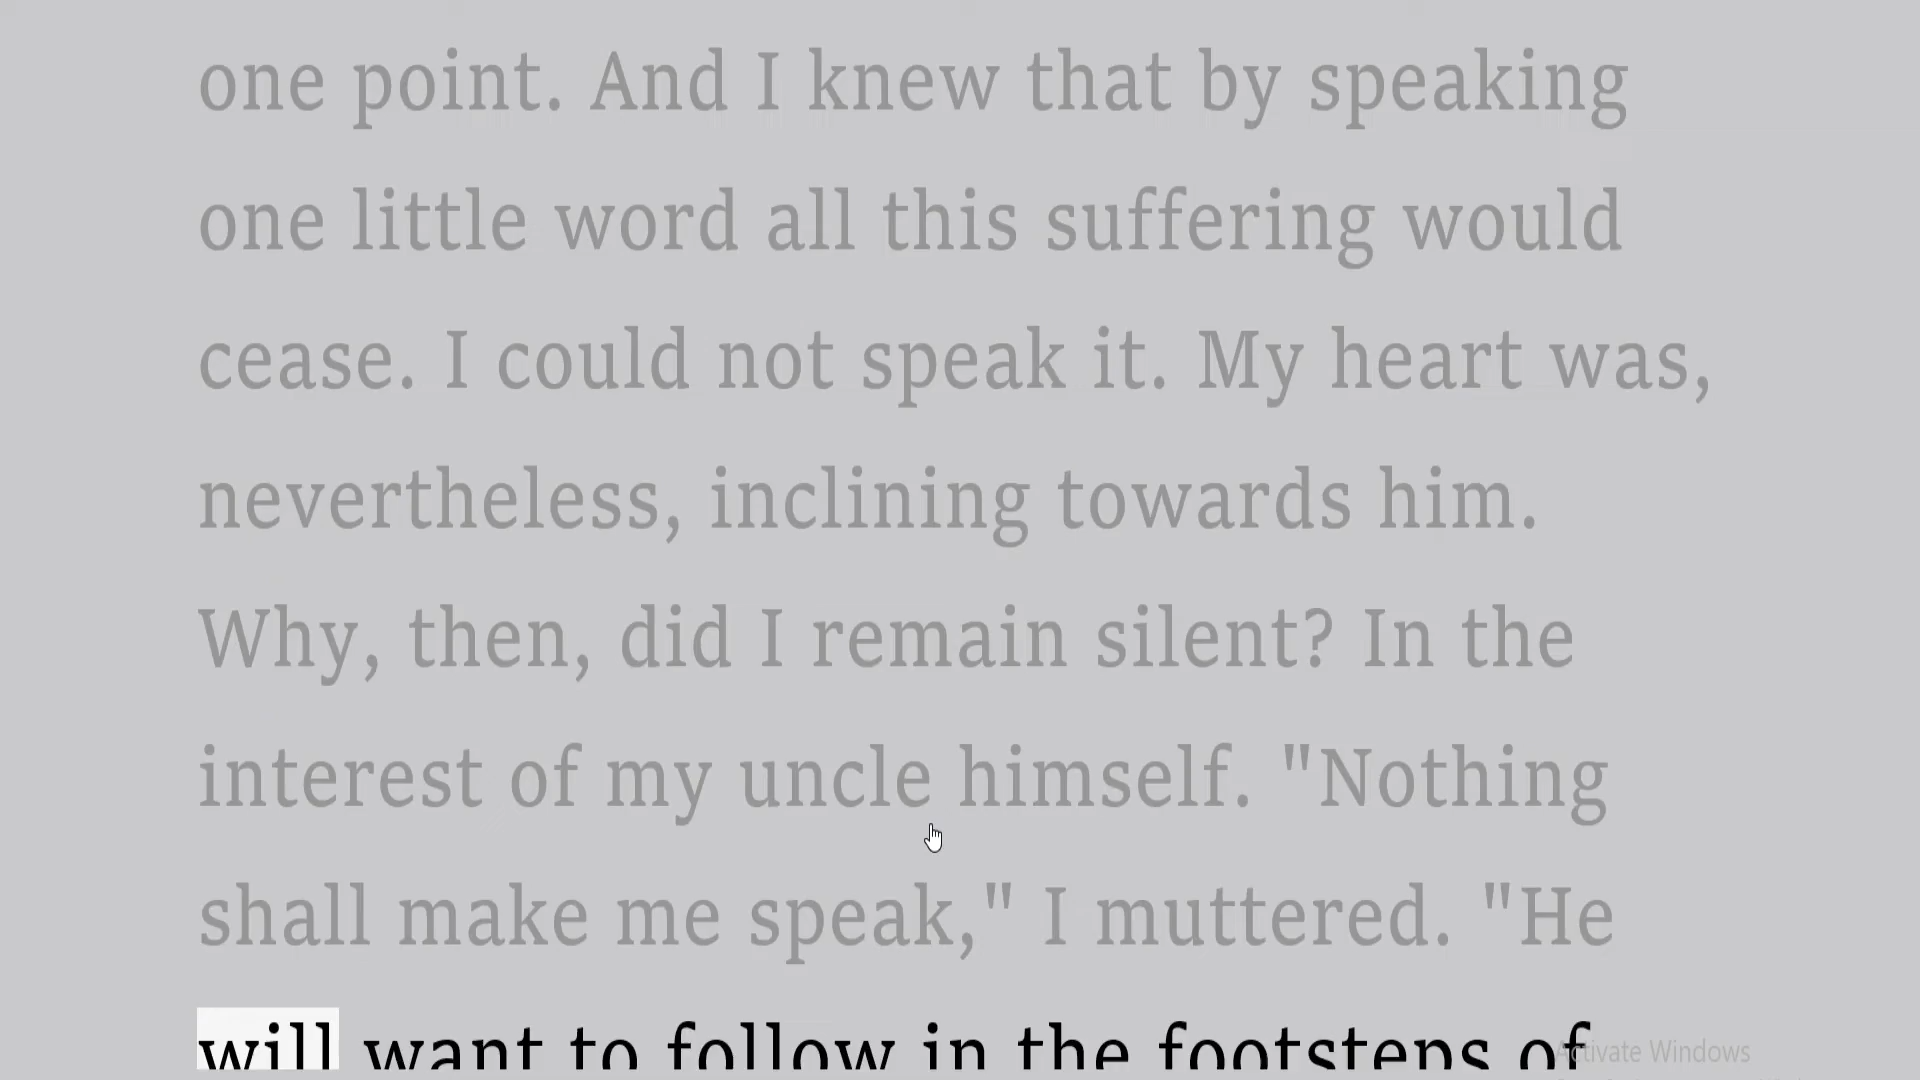 one point. And I knew that by speaking
one little word all this suffering would
cease. I could not speak it. My heart was,
nevertheless, inclining towards him.
Why, then, did I remain silent? In the
interest of my uncle himself. "Nothing
shall make me speak," I muttered. "He
will want to follow in the footsteps of
Activate Windows